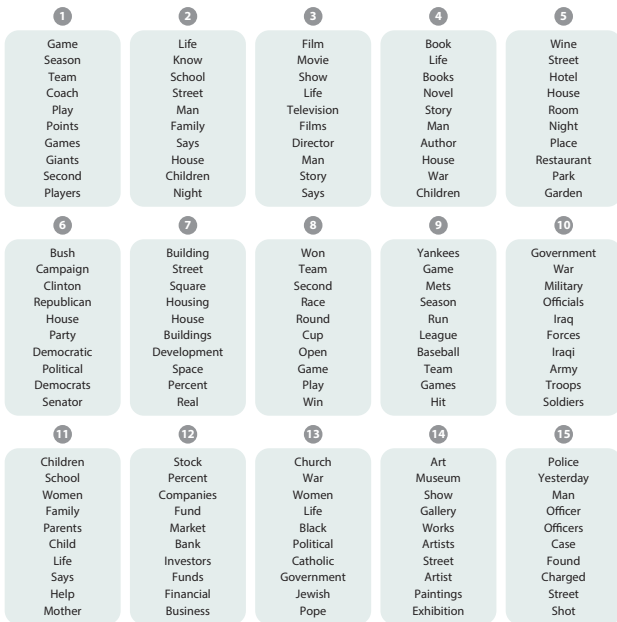 1
Game
Season
Team
Coach
Play
Points
Games
Giants
Second
Players
2
Life
Know
School
Street
Man
Family
Says
House
Children
Night
3
Film
Movie
Show
Life
Television
Films
Director
Man
Story
Says
4
Book
Life
Books
Novel
Story
Man
Author
House
War
Children
5
Wine
Street
Hotel
House
Room
Night
Place
Restaurant
Park
Garden
6
Bush
Campaign
Clinton
Republican
House
Party
Democratic
Political
Democrats
Senator
7
Building
Street
Square
Housing
House
Buildings
Development
Space
Percent
Real
8
Won
Team
Second
Race
Round
Cup
Open
Game
Play
Win
9
Yankees
Game
Mets
Season
Run
League
Baseball
Team
Games
Hit
10
Government
War
Military
Officials
Iraq
Forces
Iraqi
Army
Troops
Soldiers
11
Children
School
Women
Family
Parents
Child
Life
Says
Help
Mother
12
Stock
Percent
Companies
Fund
Market
Bank
Investors
Funds
Financial
Business
13
Church
War
Women
Life
Black
Political
Catholic
Government
Jewish
Pope
14
Art
Museum
Show
Gallery
Works
Artists
Street
Artist
Paintings
Exhibition
15
Police
Yesterday
Man
Officer
Officers
Case
Found
Charged
Street
Shot